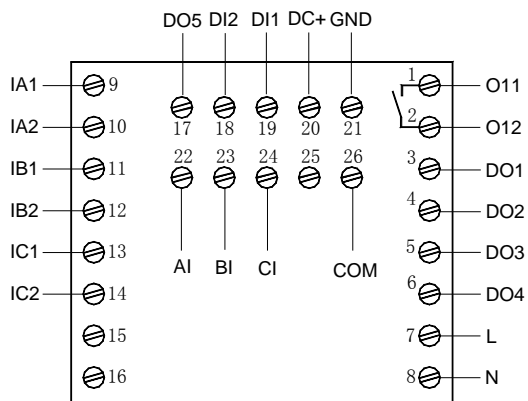 DO5 DI2 DI1 DC+ GND
IA1 9 1 O11
17 18 19 20 21
IA2 10 2 O12
22 23 24 25 26
IB1 11 3 DO1
IB2 12 4 DO2
IC1 13 5 DO3
AI BI CI COM
IC2 14 6 DO4
15 7 L
16 8 N